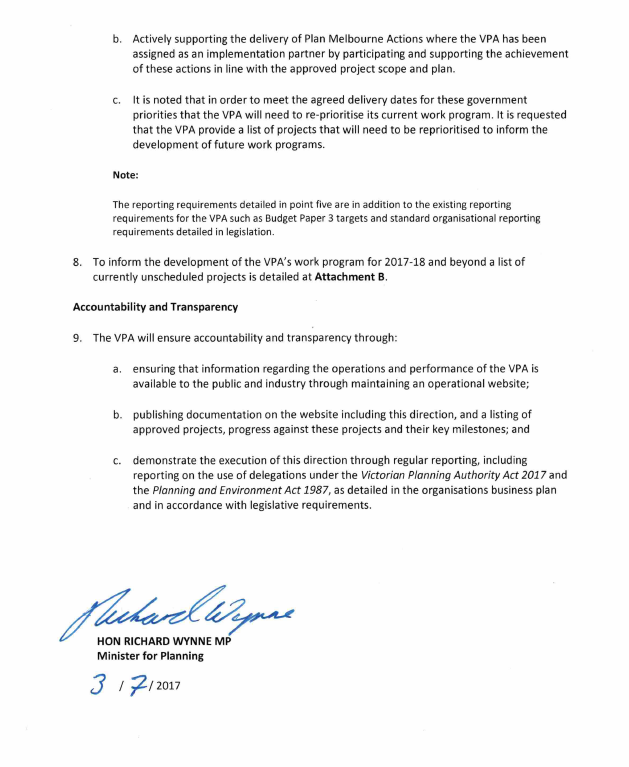 b. Actively supporting the delivery of Plan Melbourne Actions where the VPA has been
assigned as an implementation partner by participating and supporting the achievement
of these actions in line with the approved project scope and plan.
c. It is noted that in order to meet the agreed delivery dates for these government
priorities that the VPA will need to re-prioritise its current work program. It is requested
that the VPA provide a list of projects that will need to be reprioritised to inform the
development of future work programs.
Note:
The reporting requirements detailed in point five are in addition to the existing reporting
requirements for the VPA such as Budget Paper 3 targets and standard organisational reporting
requirements detailed in legislation.
8. To inform the development of the VPA's work program for 2017-18 and beyond a list of
currently unscheduled projects is detailed at Attachment B.
Accountability and Transparency
9. The VPA will ensure accountability and transparency through:
a. ensuring that information regarding the operations and performance of the VPA is
available to the public and industry through maintaining an operational website;
b. publishing documentation on the website including this direction, and a listing of
approved projects, progress against these projects and their key milestones; and
c. demonstrate the execution of this direction through regular reporting, including
reporting on the use of delegations under the Victorian Planning Authority Act 2017 and
the Planning and Environment Act 1987, as detailed in the organisations business plan
and in accordance with legislative requirements.
Richard Wynne
HON RICHARD WYNNE MP
Minister for Planning
3 / 7 / 2017